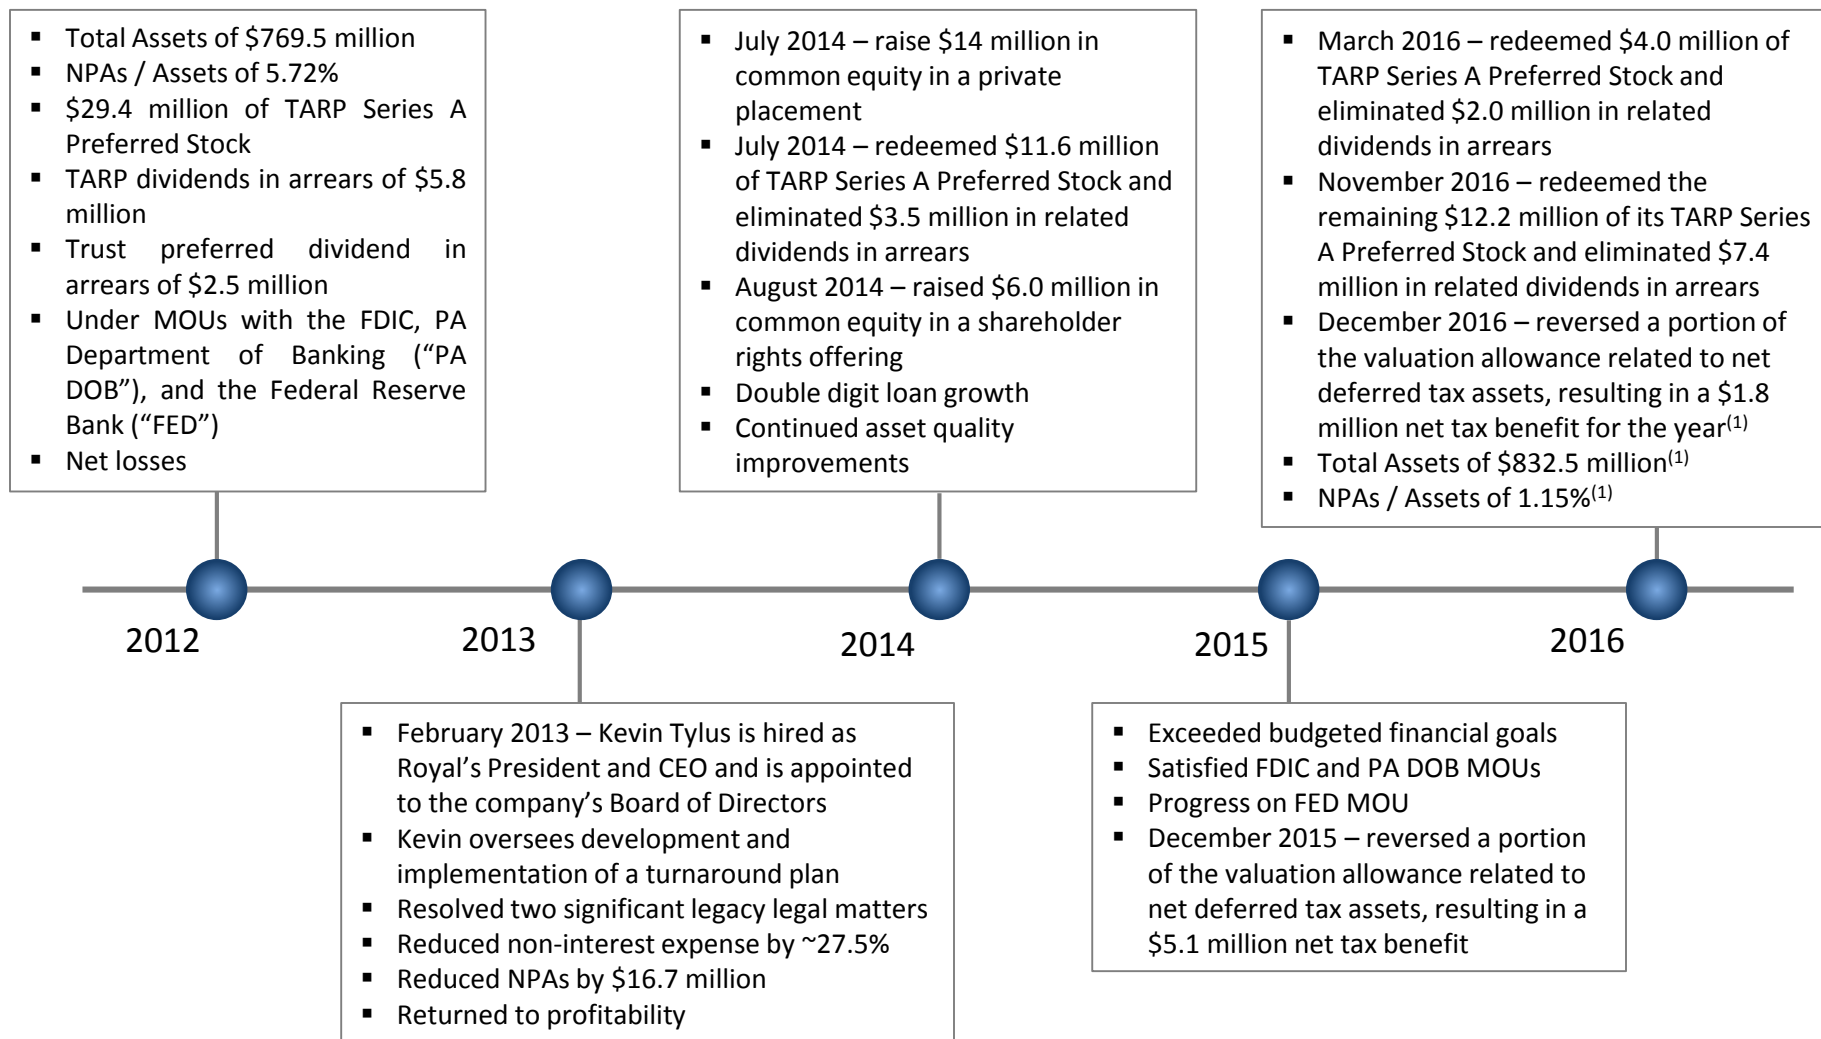 ▪ Total Assets of $769.5 million
▪ NPAs / Assets of 5.72%
▪ $29.4 million of TARP Series A
Preferred Stock
▪ TARP dividends in arrears of $5.8
million
▪ Trust preferred dividend in
arrears of $2.5 million
▪ Under MOUs with the FDIC, PA
Department of Banking (“PA
DOB”), and the Federal Reserve
Bank (“FED”)
▪ Net losses
▪ July 2014 – raise $14 million in
common equity in a private
placement
▪ July 2014 – redeemed $11.6 million
of TARP Series A Preferred Stock and
eliminated $3.5 million in related
dividends in arrears
▪ August 2014 – raised $6.0 million in
common equity in a shareholder
rights offering
▪ Double digit loan growth
▪ Continued asset quality
improvements
▪ March 2016 – redeemed $4.0 million of
TARP Series A Preferred Stock and
eliminated $2.0 million in related
dividends in arrears
▪ November 2016 – redeemed the
remaining $12.2 million of its TARP Series
A Preferred Stock and eliminated $7.4
million in related dividends in arrears
▪ December 2016 – reversed a portion of
the valuation allowance related to net
deferred tax assets, resulting in a $1.8
million net tax benefit for the year(1)
▪ Total Assets of $832.5 million(1)
▪ NPAs / Assets of 1.15%(1)
2012
2013
2014
2015
2016
▪ February 2013 – Kevin Tylus is hired as
Royal’s President and CEO and is appointed
to the company’s Board of Directors
▪ Kevin oversees development and
implementation of a turnaround plan
▪ Resolved two significant legacy legal matters
▪ Reduced non-interest expense by ~27.5%
▪ Reduced NPAs by $16.7 million
▪ Returned to profitability
▪ Exceeded budgeted financial goals
▪ Satisfied FDIC and PA DOB MOUs
▪ Progress on FED MOU
▪ December 2015 – reversed a portion
of the valuation allowance related to
net deferred tax assets, resulting in a
$5.1 million net tax benefit